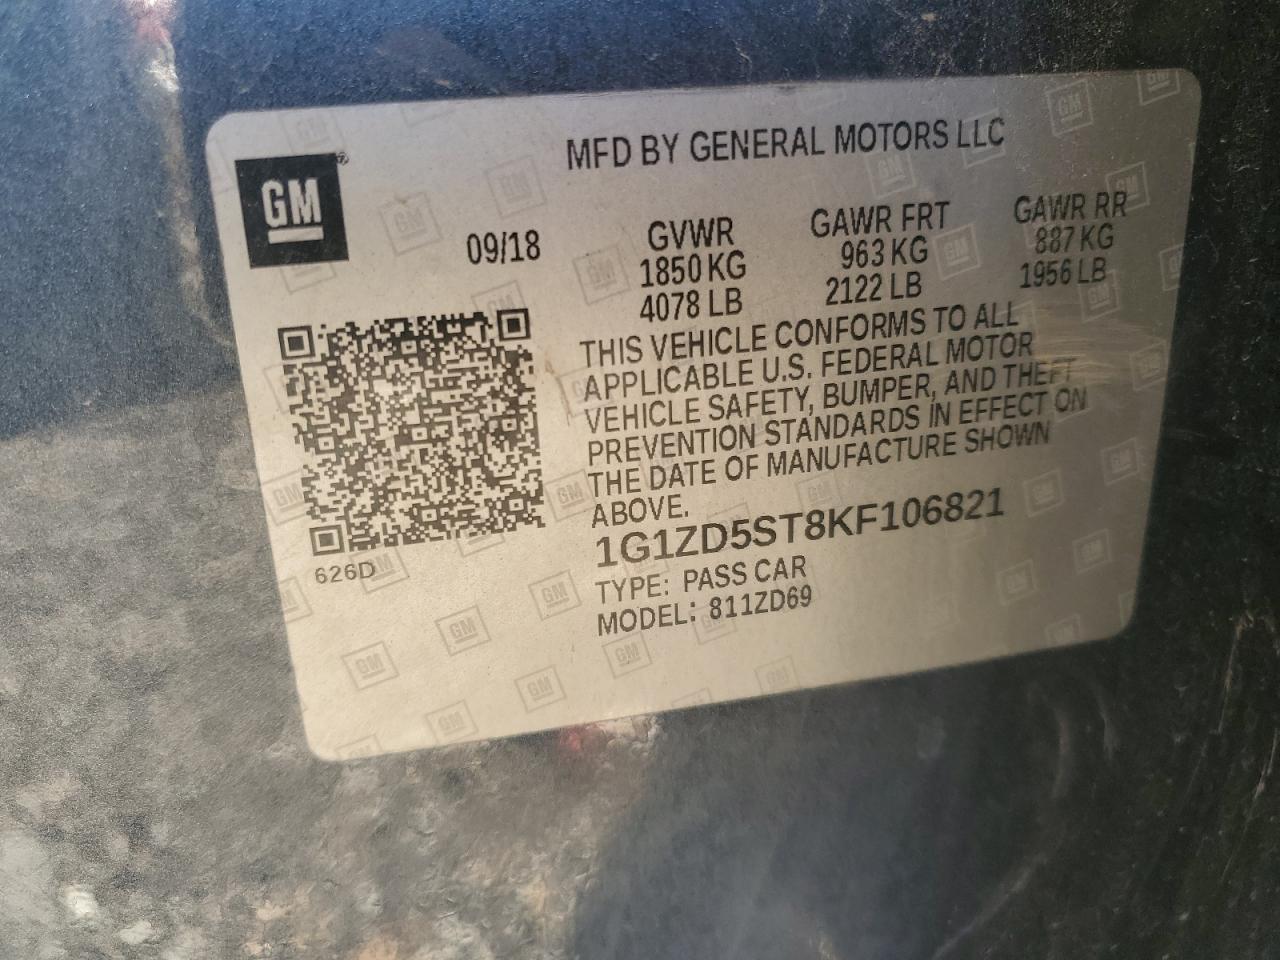 MFD BY GENERAL MOTORS LLC
GM
09/18
GVWR
1850 KG
4078 LB
GAWR FRT
963 KG
2122 LB
GAWR RR
887 KG
1956 LB
THIS VEHICLE CONFORMS TO ALL
APPLICABLE U.S. FEDERAL MOTOR
VEHICLE SAFETY, BUMPER, AND THEFT
PREVENTION STANDARDS IN EFFECT ON
THE DATE OF MANUFACTURE SHOWN
ABOVE.
1G1ZD5ST8KF106821
TYPE: PASS CAR
MODEL: 811ZD69
626D